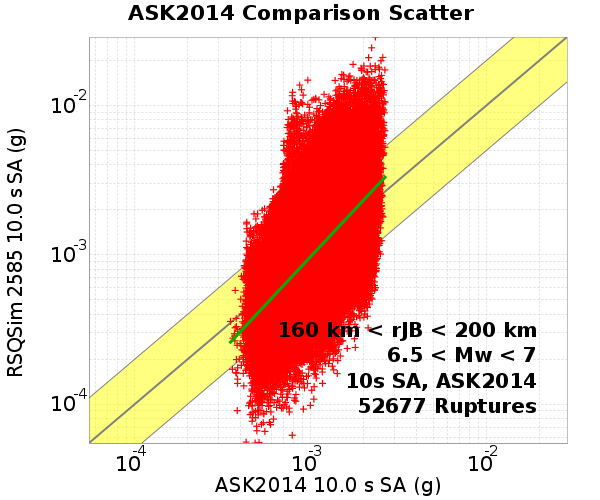 ASK2014 Comparison Scatter
RSQSim 2585 10.0 s SA (g)
10-2
10-3
10-4
160 km < rJB < 200 km
6.5 < Mw < 7
10s SA, ASK2014
52677 Ruptures
10-4 10-3 10-2
ASK2014 10.0 s SA (g)